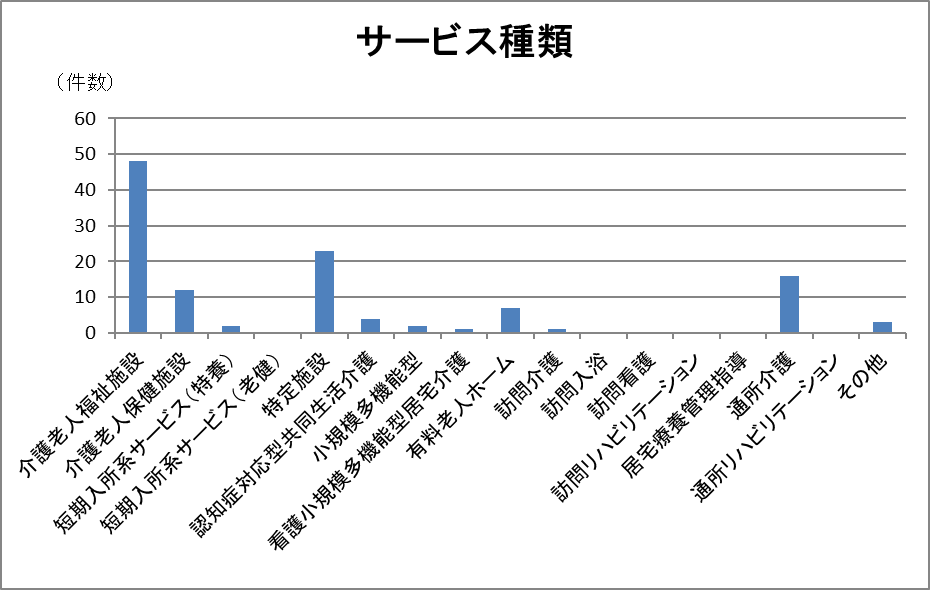 サービス種類
（件数）
60
50
40
30
20
10
0
介護老人福祉施設
介護老人保健施設
短期入所系サービス（特養）
短期入所系サービス（老健）
特定施設
認知症対応型共同生活介護
小規模多機能型
看護小規模多機能型居宅介護
有料老人ホーム
訪問介護
訪問入浴
訪問看護
訪問リハビリテーション
居宅療養管理指導
通所介護
通所リハビリテーション
その他